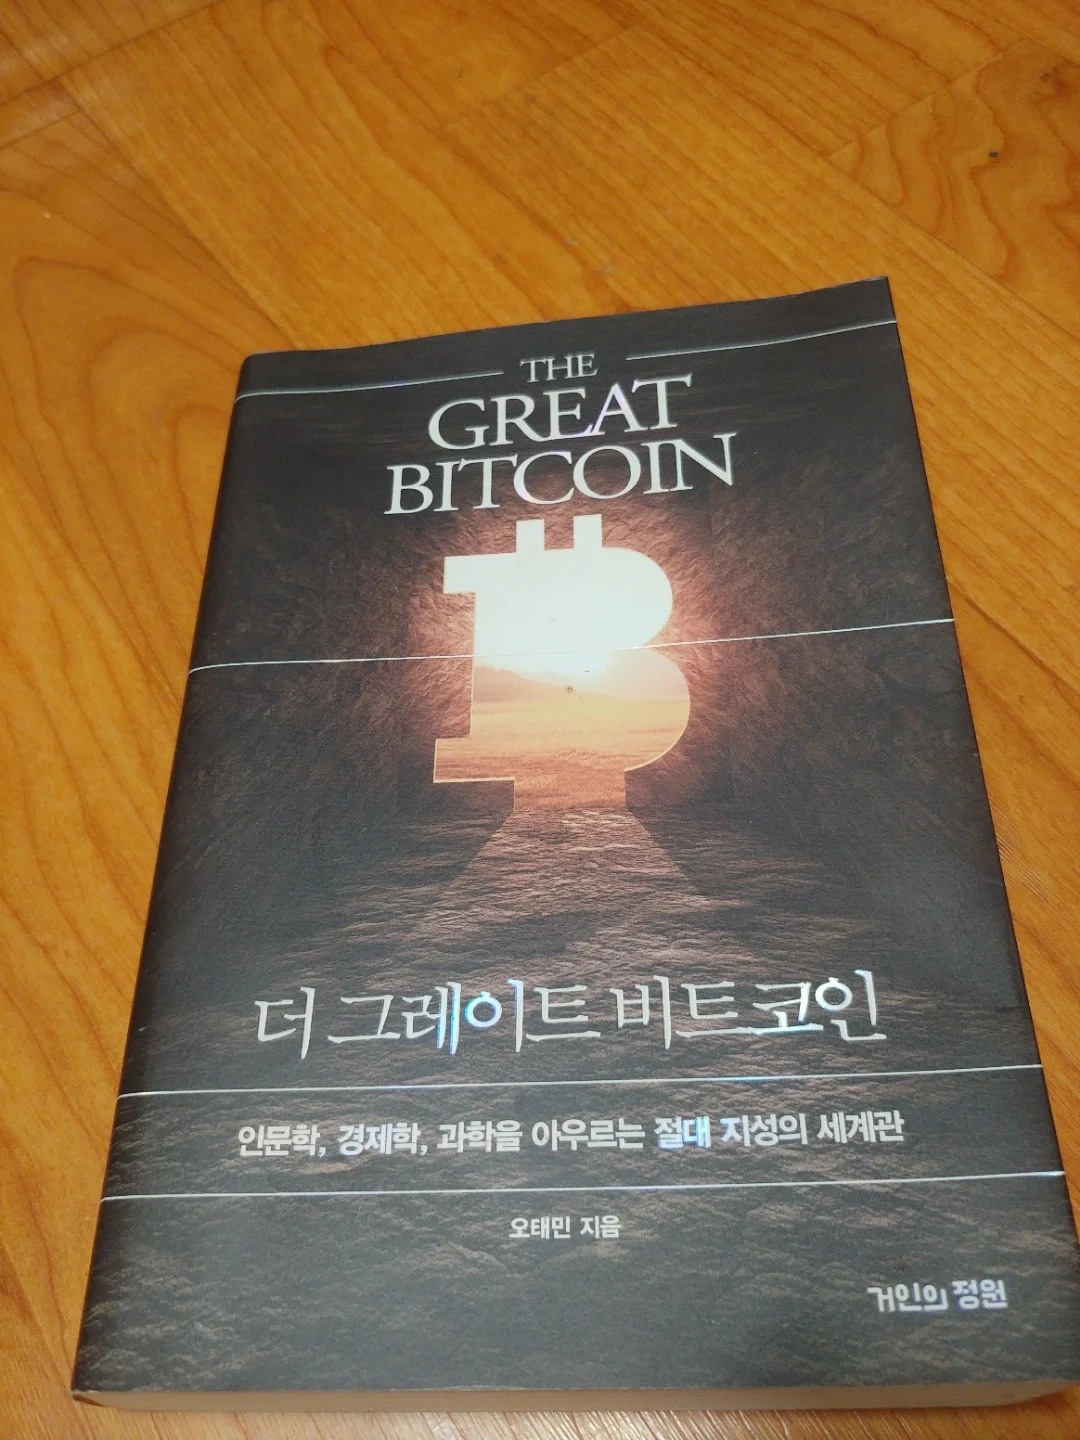 THE
GREAT
BITCOIN
더 그레이트 비트코인
인문학, 경제학, 과학을 아우르는 절대 지성의 세계관
오태민 지음
거인의 정원